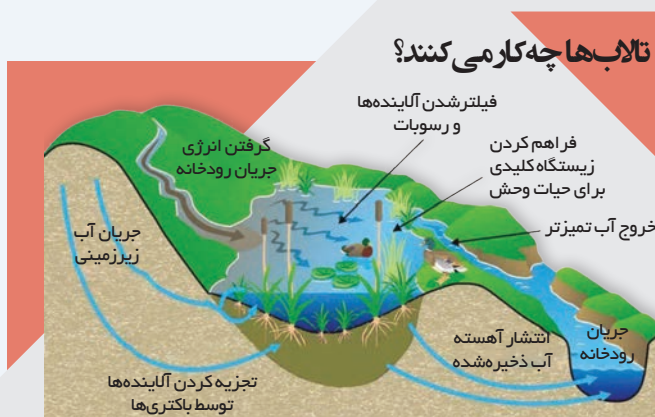 تالاب‌ها چه‌کار می‌کنند؟
فیلترشدن آلاینده‌ها
و رسوبات
گرفتن انرژی
جریان رودخانه
فراهم کردن
زیستگاه کلیدی
برای حیات وحش
خروج آب تمیزتر
جریان آب
زیرزمینی
انتشار آهسته
آب ذخیره‌شده
جریان
رودخانه
تجزیه کردن آلاینده‌ها
توسط باکتری‌ها